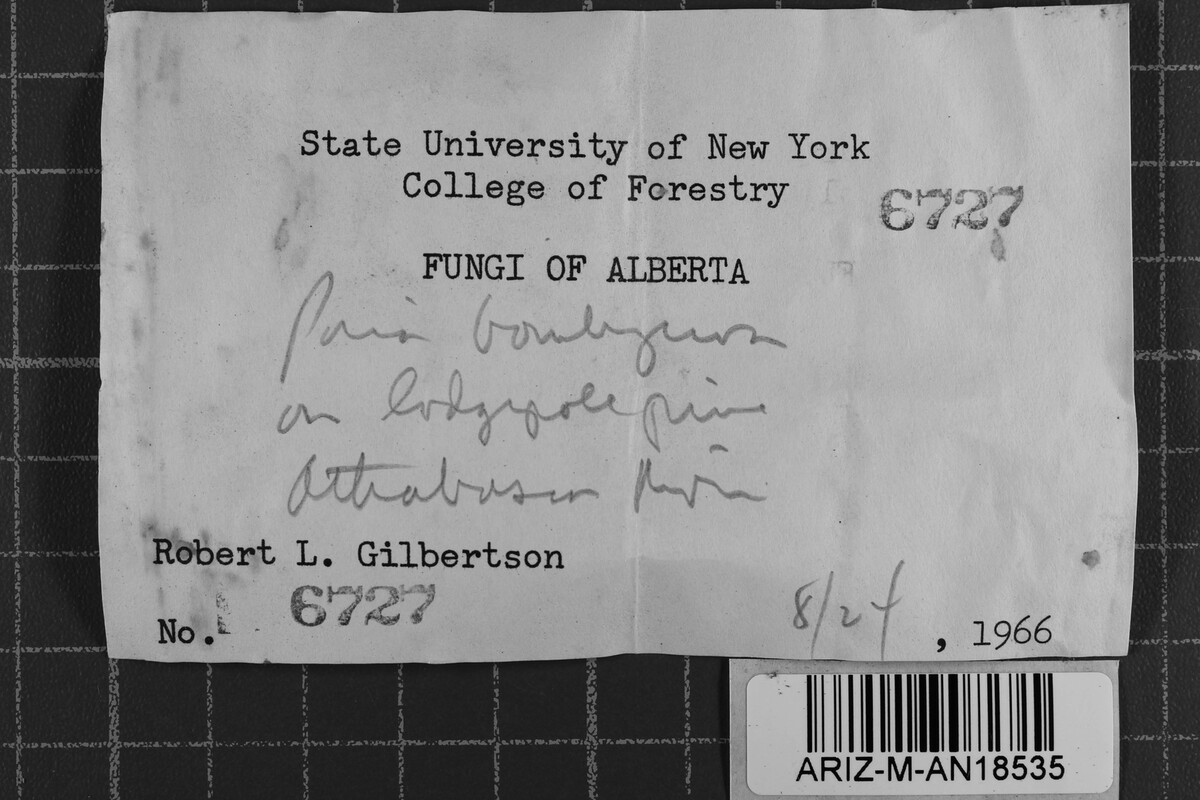 State University of New York
College of Forestry
6727
FUNGI OF ALBERTA
Poria bombycina
on lodgepole pine
Athabasca River
Robert L. Gilbertson
No. 6727
8/24, 1966
ARIZ-M-AN18535